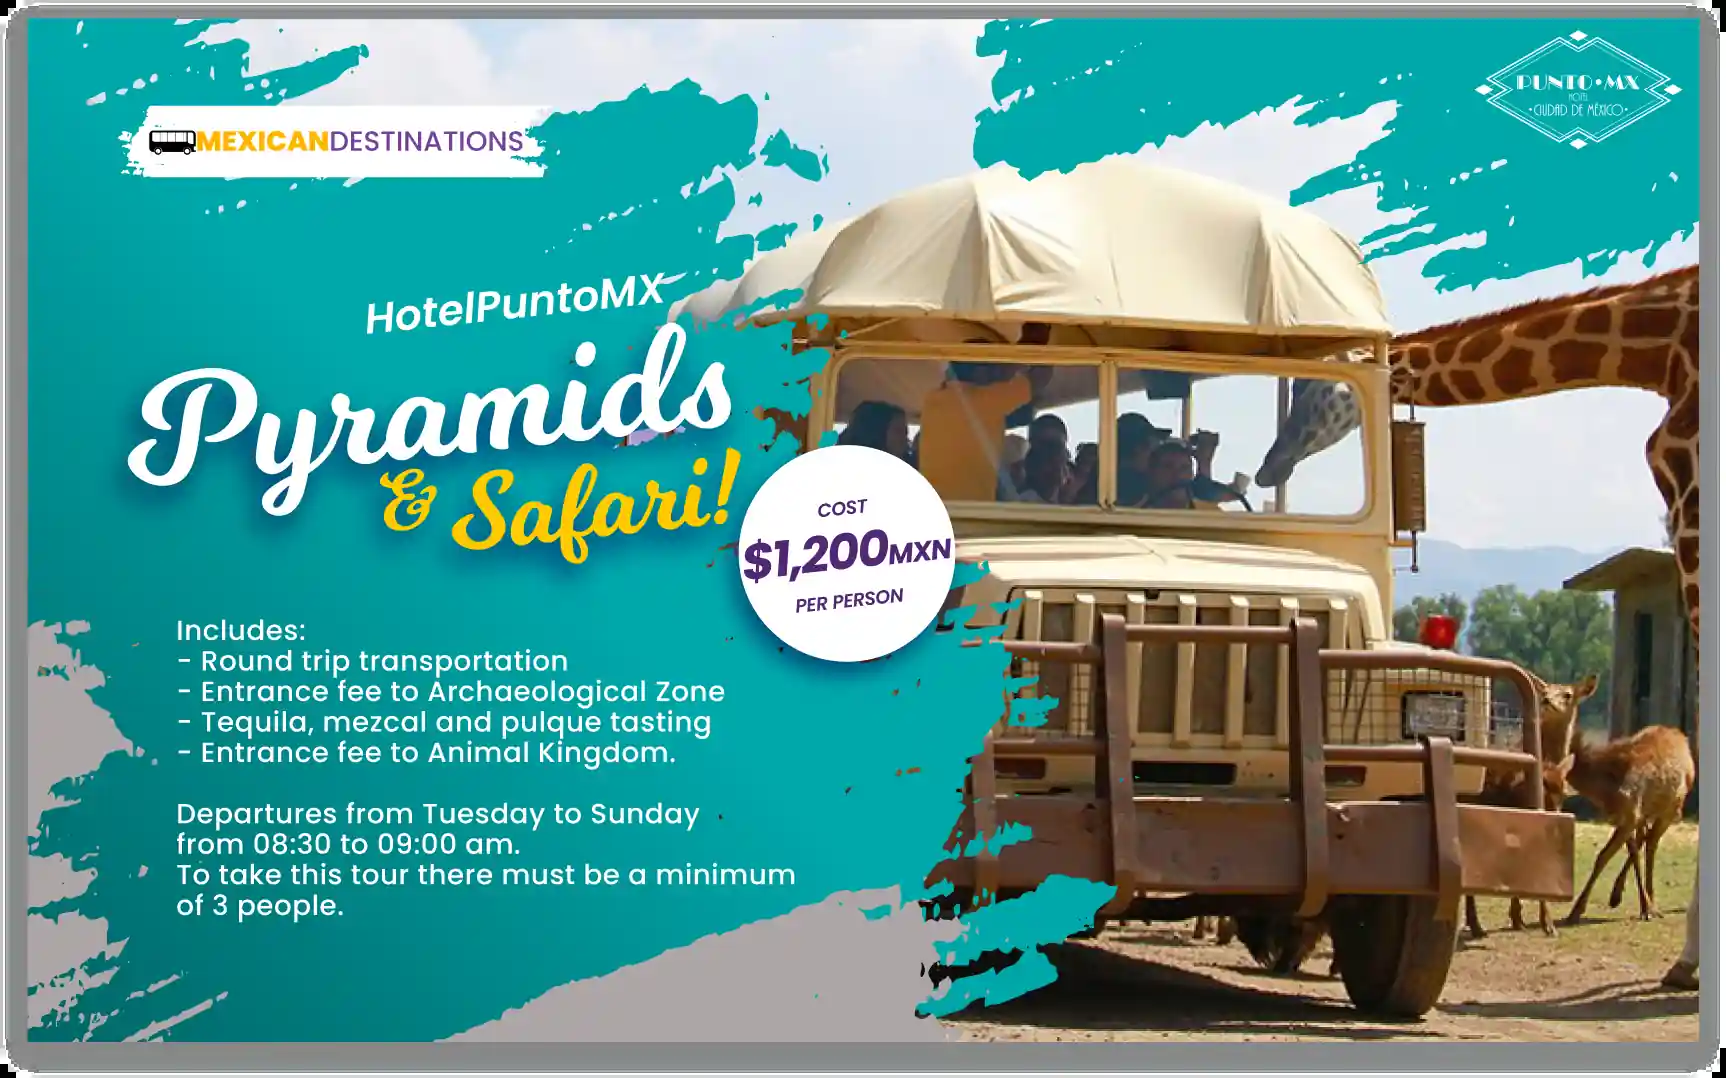 PUNTO•MX
HOTEL
•CIUDAD DE MÉXICO•
MEXICANDESTINATIONS
HotelPuntoMX
Pyramids
& Safari!
COST
$1,200MXN
PER PERSON
Includes:
- Round trip transportation
- Entrance fee to Archaeological Zone
- Tequila, mezcal and pulque tasting
- Entrance fee to Animal Kingdom.
Departures from Tuesday to Sunday
from 08:30 to 09:00 am.
To take this tour there must be a minimum
of 3 people.